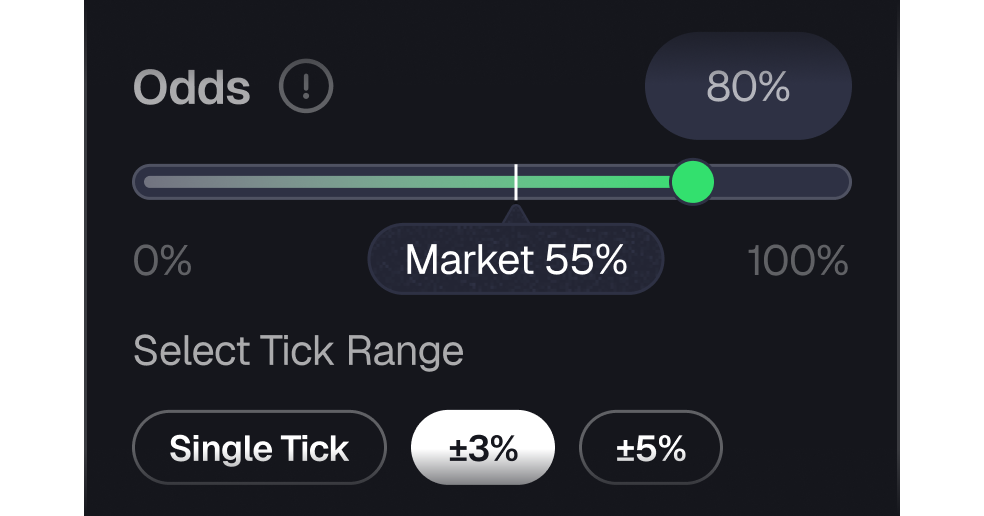 Odds
80%
Market 55%
0%
100%
Select Tick Range
Single Tick
±3%
±5%